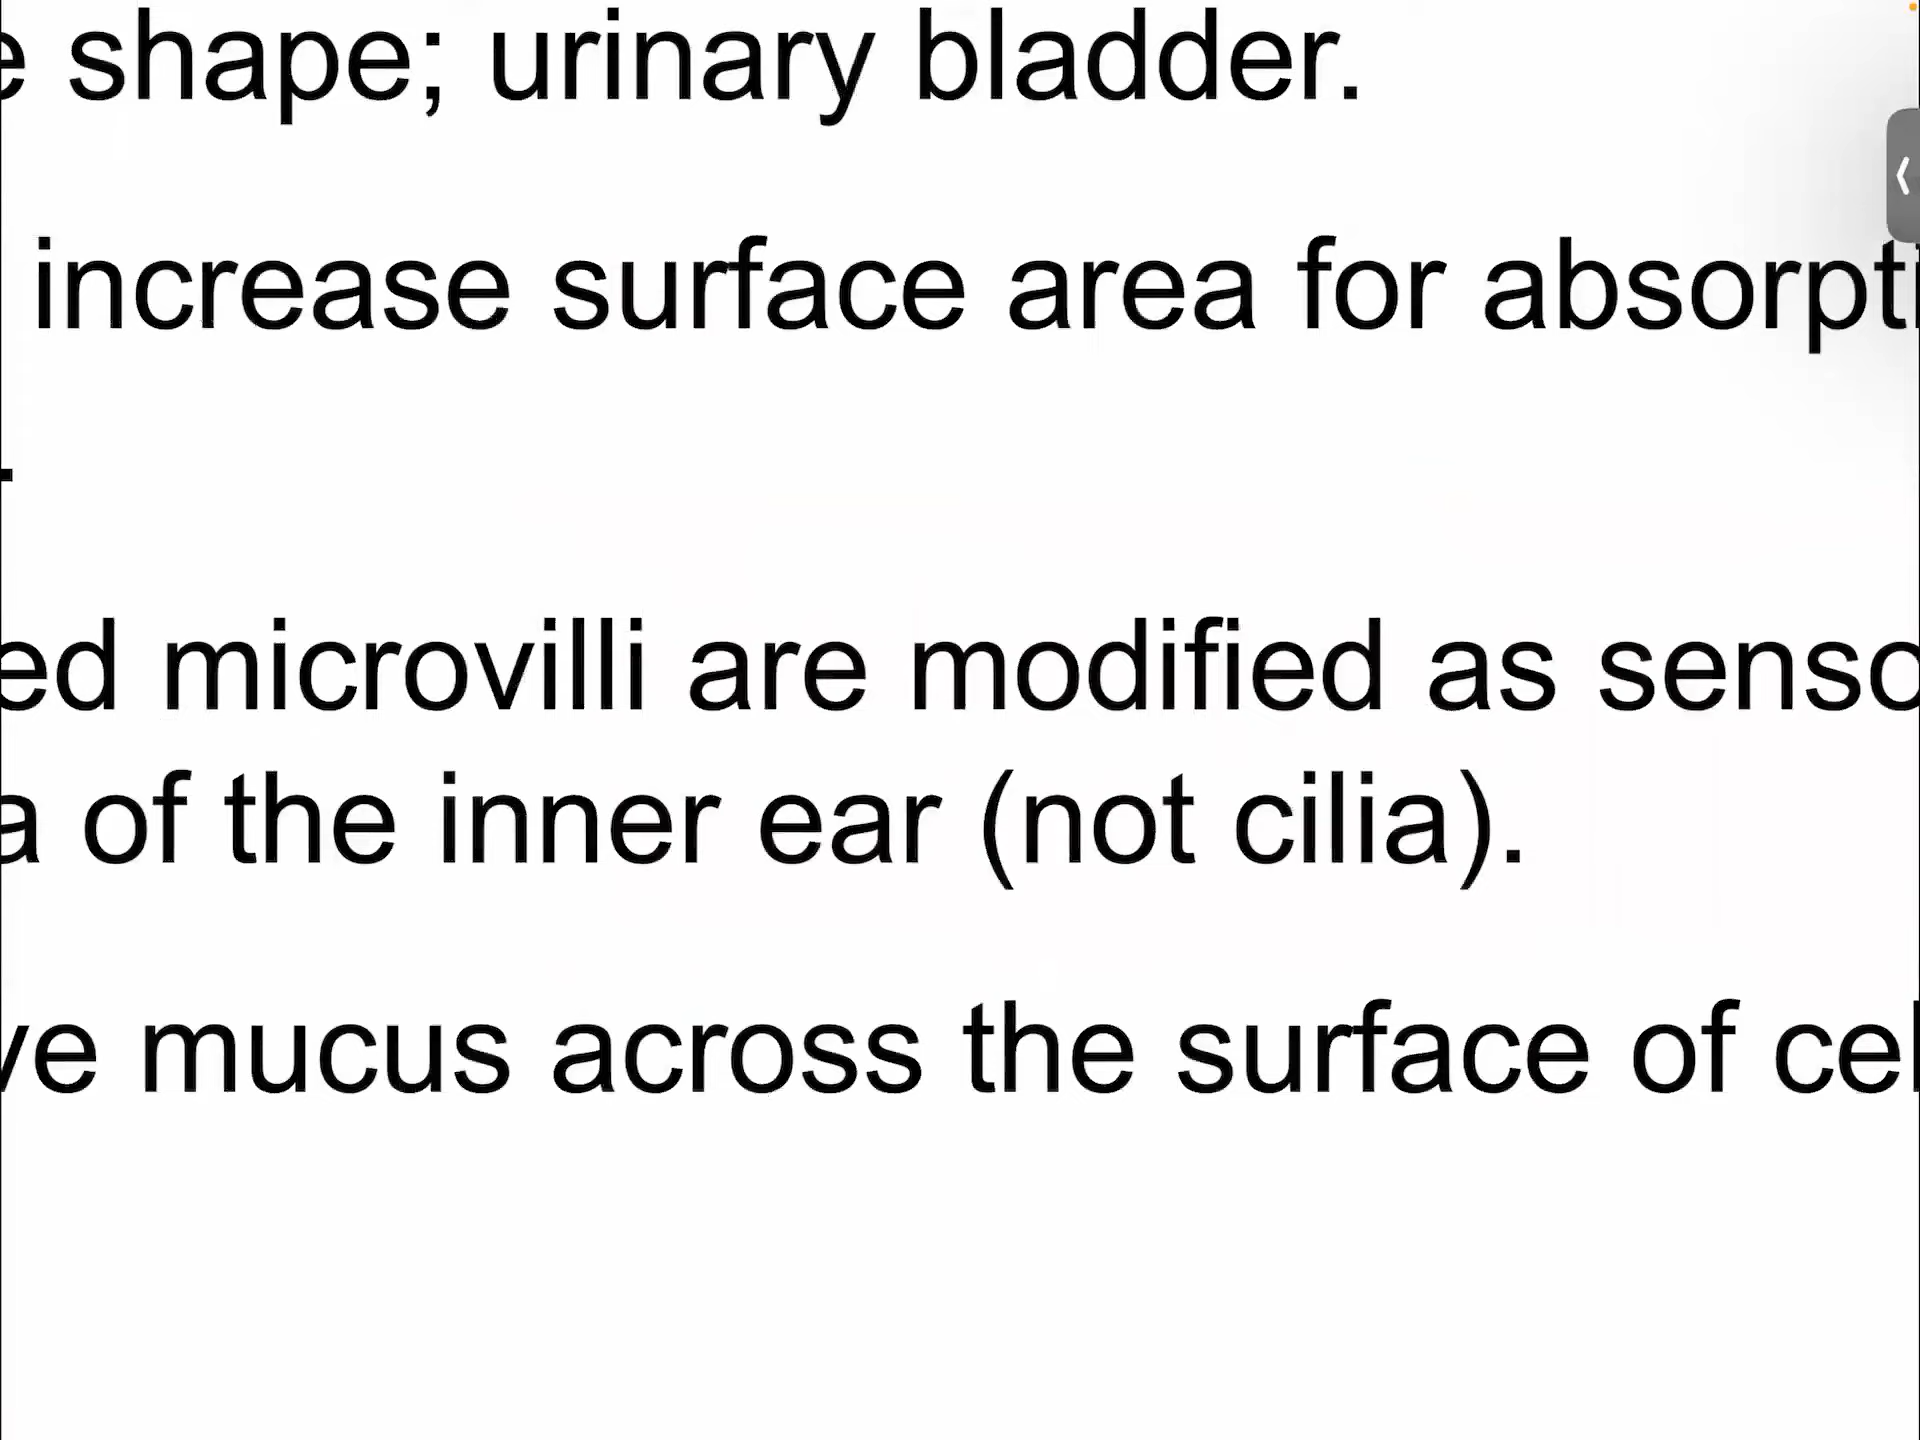 e shape; urinary bladder.
increase surface area for absorpti
.
ed microvilli are modified as senso
a of the inner ear (not cilia).
ve mucus across the surface of cel